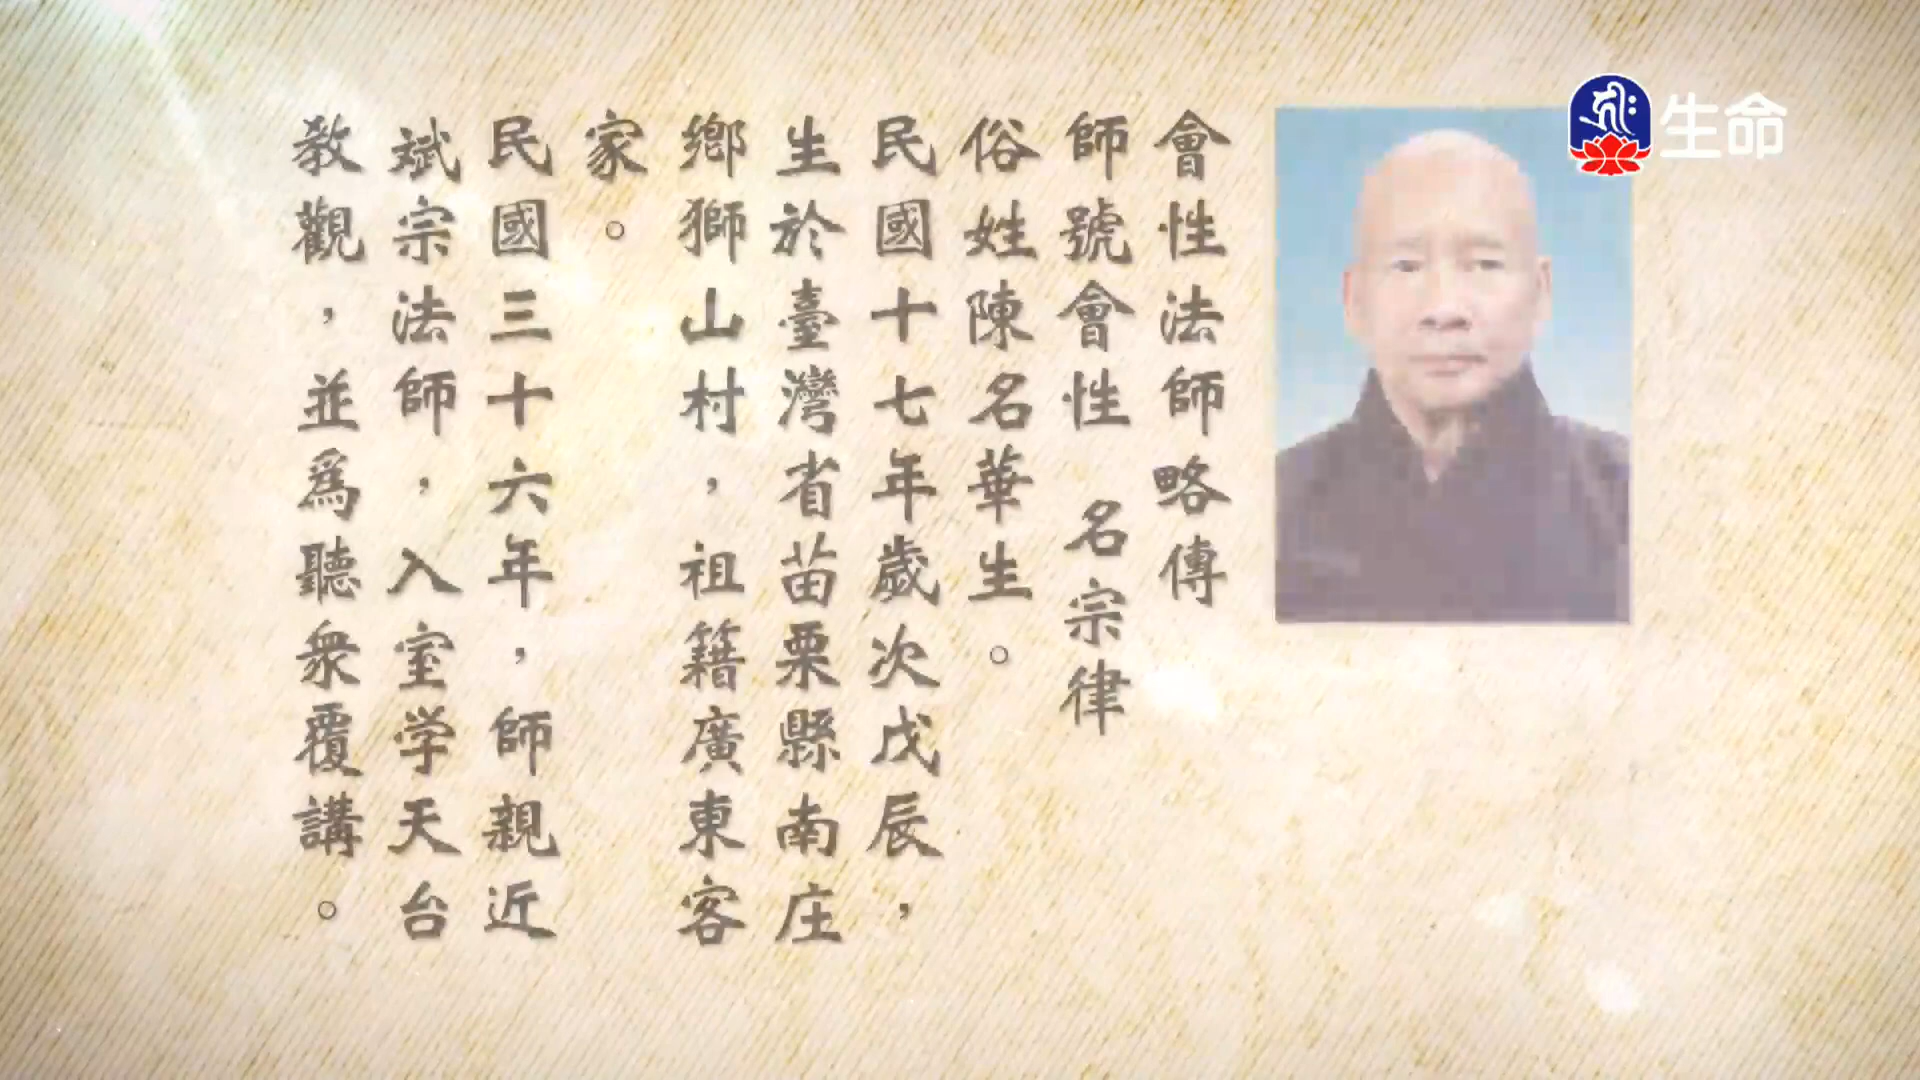 會性法師略傳
師號會性 名宗律
俗姓陳名華生。
民國十七年歲次戊辰，
生於臺灣省苗栗縣南庄
鄉獅山村，祖籍廣東客
家。
民國三十六年，師親近
斌宗法師，入室学天台
教觀，並為聽衆覆講。
生命